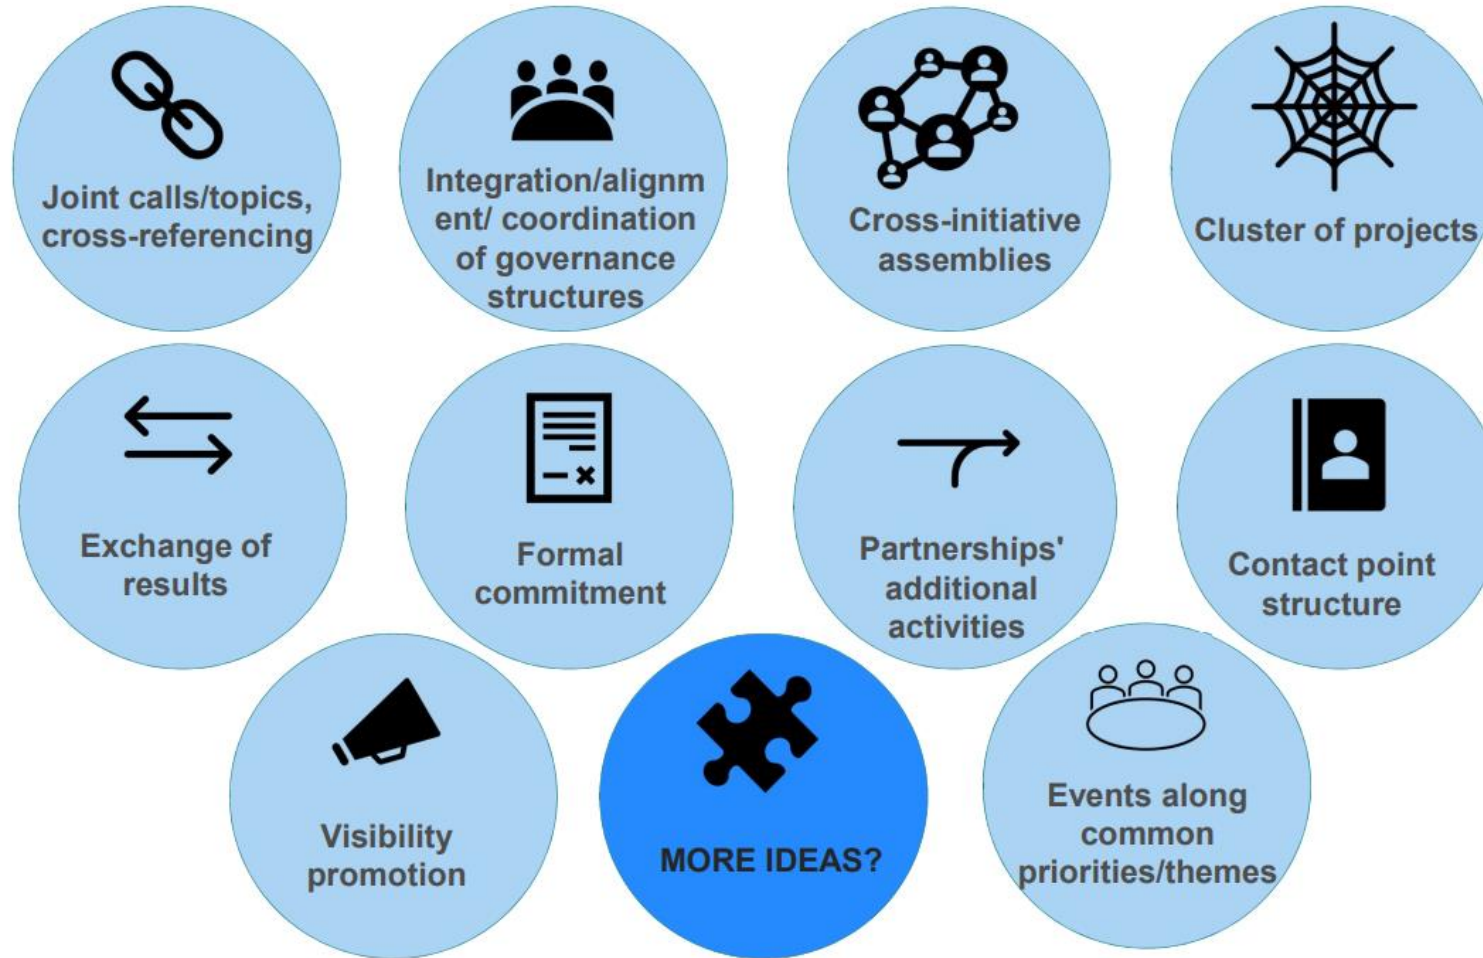 Joint calls/topics,
cross-referencing
Integration/alignm
ent/ coordination
of governance
structures
Cross-initiative
assemblies
Cluster of projects
Exchange of
results
Formal
commitment
Partnerships'
additional
activities
Contact point
structure
Visibility
promotion
MORE IDEAS?
Events along
common
priorities/themes